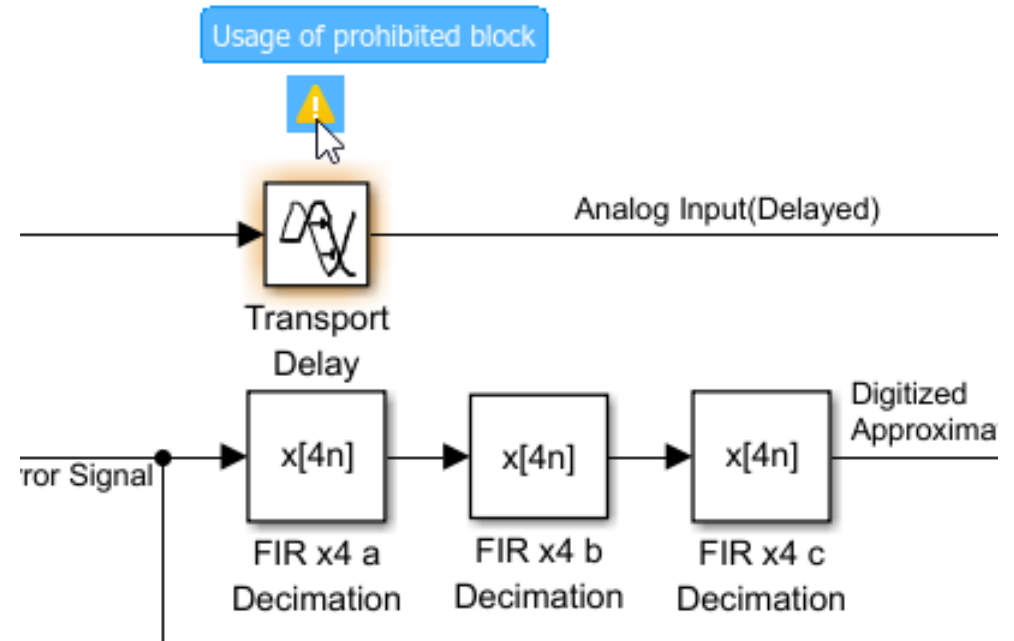 Usage of prohibited block
Analog Input(Delayed)
Transport
Delay
Digitized
x[4n]
x[4n]
x[4n]
Signal
FIR x4 a
Decimation
FIR x4 b
Decimation
FIR x4 c
Decimation